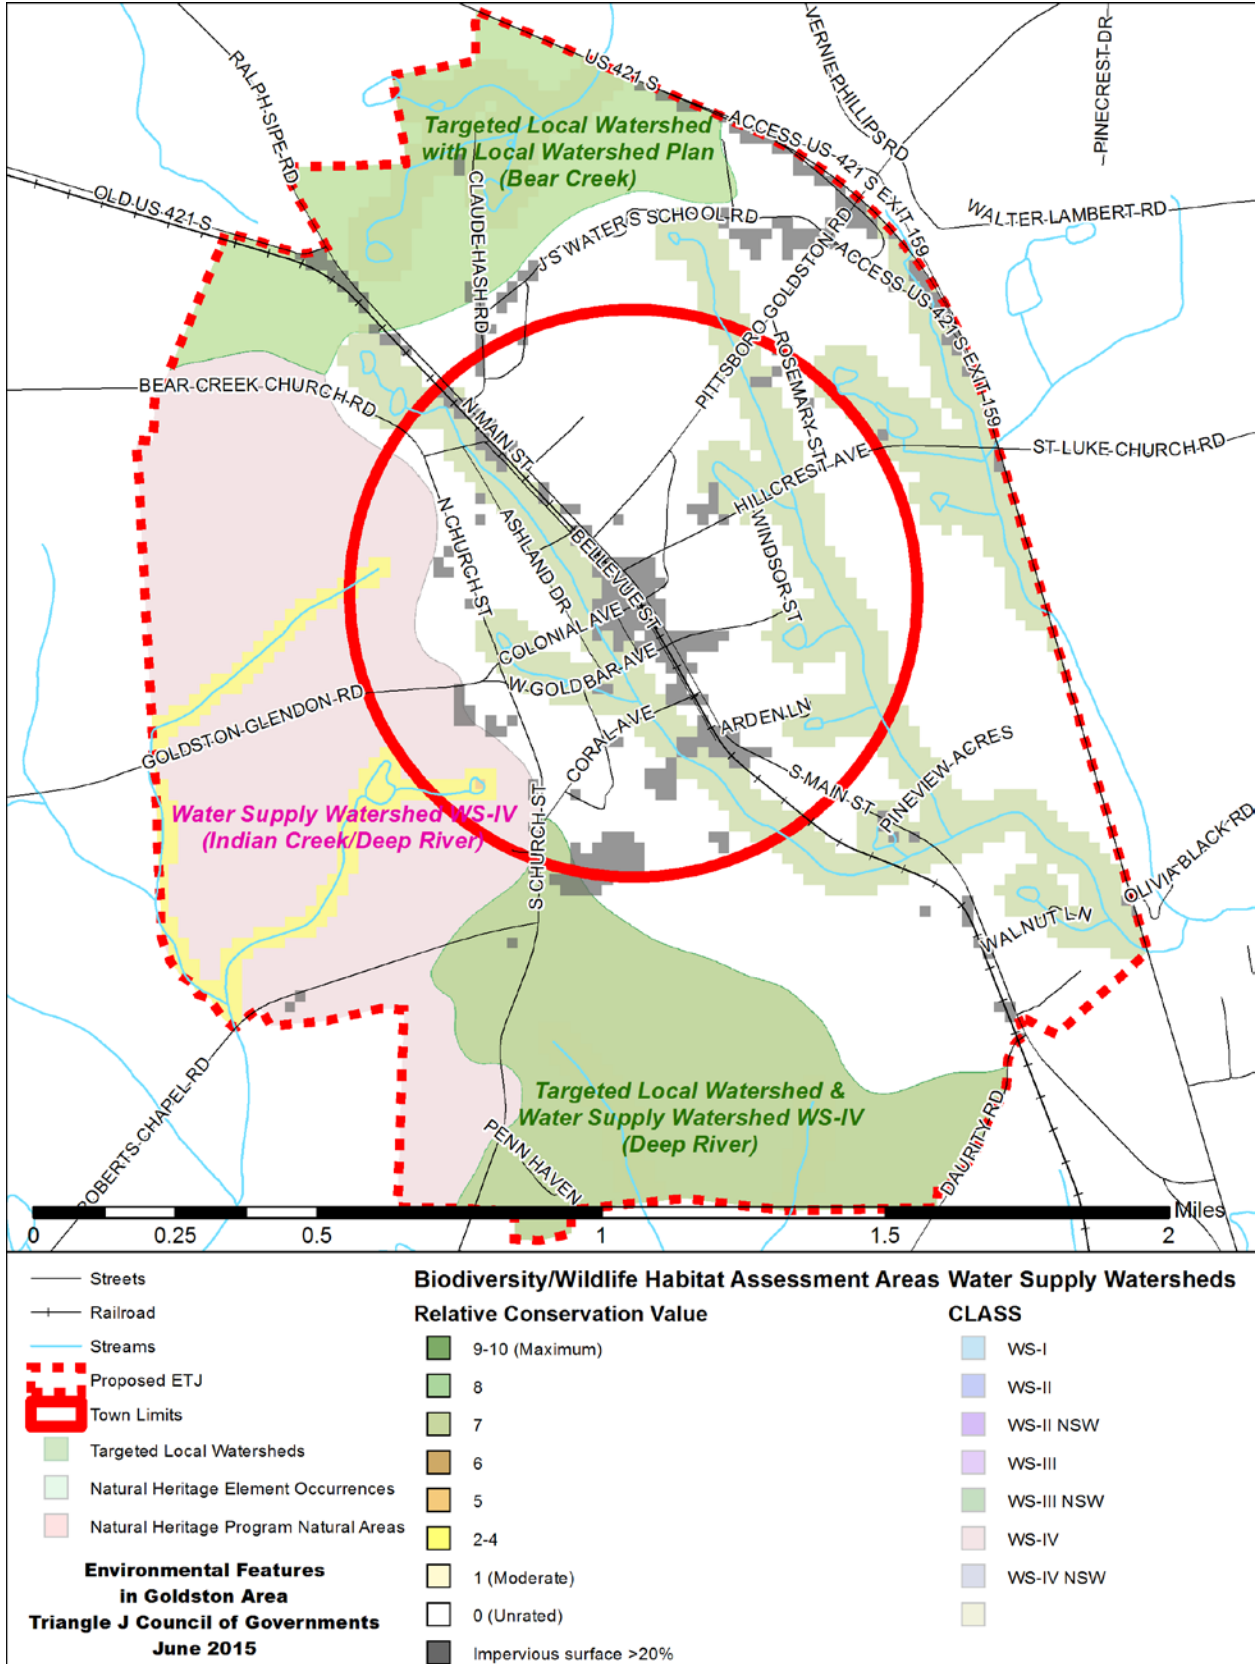 US 421 S
VERNIE PHILLIPS RD
PINECREST DR
RALPH SIPE RD
ACCESS-US-421 S EXIT 159
Targeted Local Watershed
with Local Watershed Plan
(Bear Creek)
OLD US 421 S
CLAUDE HASH RD
J S WATERS SCHOOL RD
WALTER LAMBERT RD
ACCESS-US-421 S EXIT 159
PITTSBORO GOLDSTON RD
ROSEMARY ST
BEAR CREEK CHURCH RD
N MAIN ST
ST LUKE CHURCH RD
HILLCREST AVE
N CHURCH ST
ASHLAND DR
BELLEVUE ST
WINDSOR ST
COLONIAL AVE
W GOLDBAR AVE
GOLDSTON GLENDON RD
CORAL AVE
ARDEN LN
S MAIN ST
PINEVIEW ACRES
Water Supply Watershed WS-IV
(Indian Creek/Deep River)
S CHURCH ST
OLIVIA BLACK RD
WALNUT LN
ROBERTS CHAPEL RD
Targeted Local Watershed &
Water Supply Watershed WS-IV
(Deep River)
PENN HAVEN
DAURITY RD
Miles
0 0.25 0.5 1 1.5 2
Streets
Railroad
Streams
Proposed ETJ
Town Limits
Targeted Local Watersheds
Natural Heritage Element Occurrences
Natural Heritage Program Natural Areas
Environmental Features
in Goldston Area
Triangle J Council of Governments
June 2015
Biodiversity/Wildlife Habitat Assessment Areas
Relative Conservation Value
9-10 (Maximum)
8
7
6
5
2-4
1 (Moderate)
0 (Unrated)
Impervious surface >20%
Water Supply Watersheds
CLASS
WS-I
WS-II
WS-II NSW
WS-III
WS-III NSW
WS-IV
WS-IV NSW